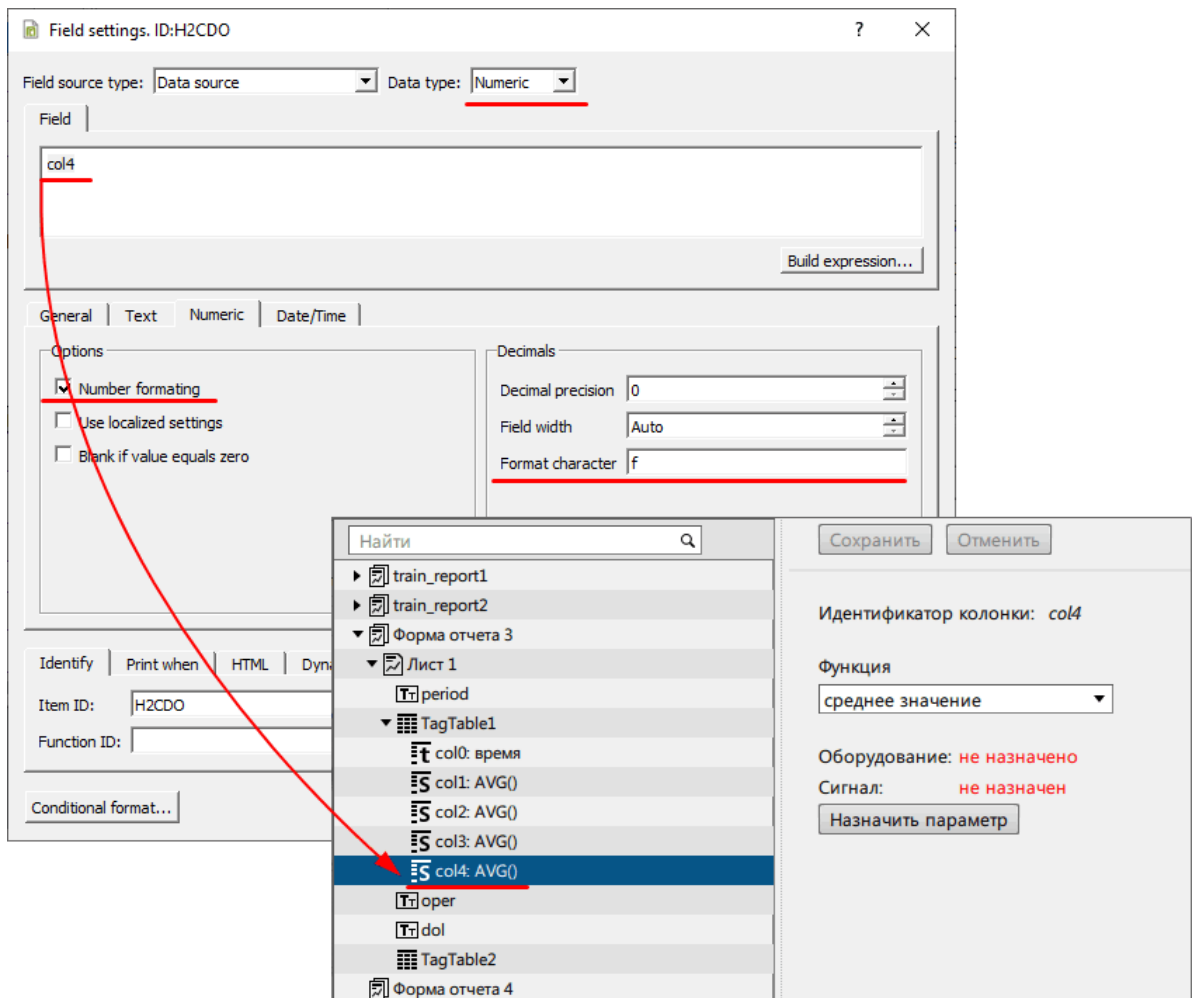 Field settings. ID:H2CDO ?
Field source type: Data source Data type: Numeric
Field
col4
Build expression...
General Text Numeric Date/Time
Options
Number formating
Use localized settings
Blank if value equals zero
Decimals
Decimal precision 0
Field width Auto
Format character f
Identify Print when HTML Dyna
Item ID: H2CDO
Function ID:
Conditional format...
Найти
train_report1
train_report2
Форма отчета 3
Лист 1
period
TagTable1
col0: время
col1: AVG()
col2: AVG()
col3: AVG()
col4: AVG()
oper
dol
TagTable2
Форма отчета 4
Сохранить Отменить
Идентификатор колонки: col4
Функция
среднее значение
Оборудование: не назначено
Сигнал: не назначен
Назначить параметр